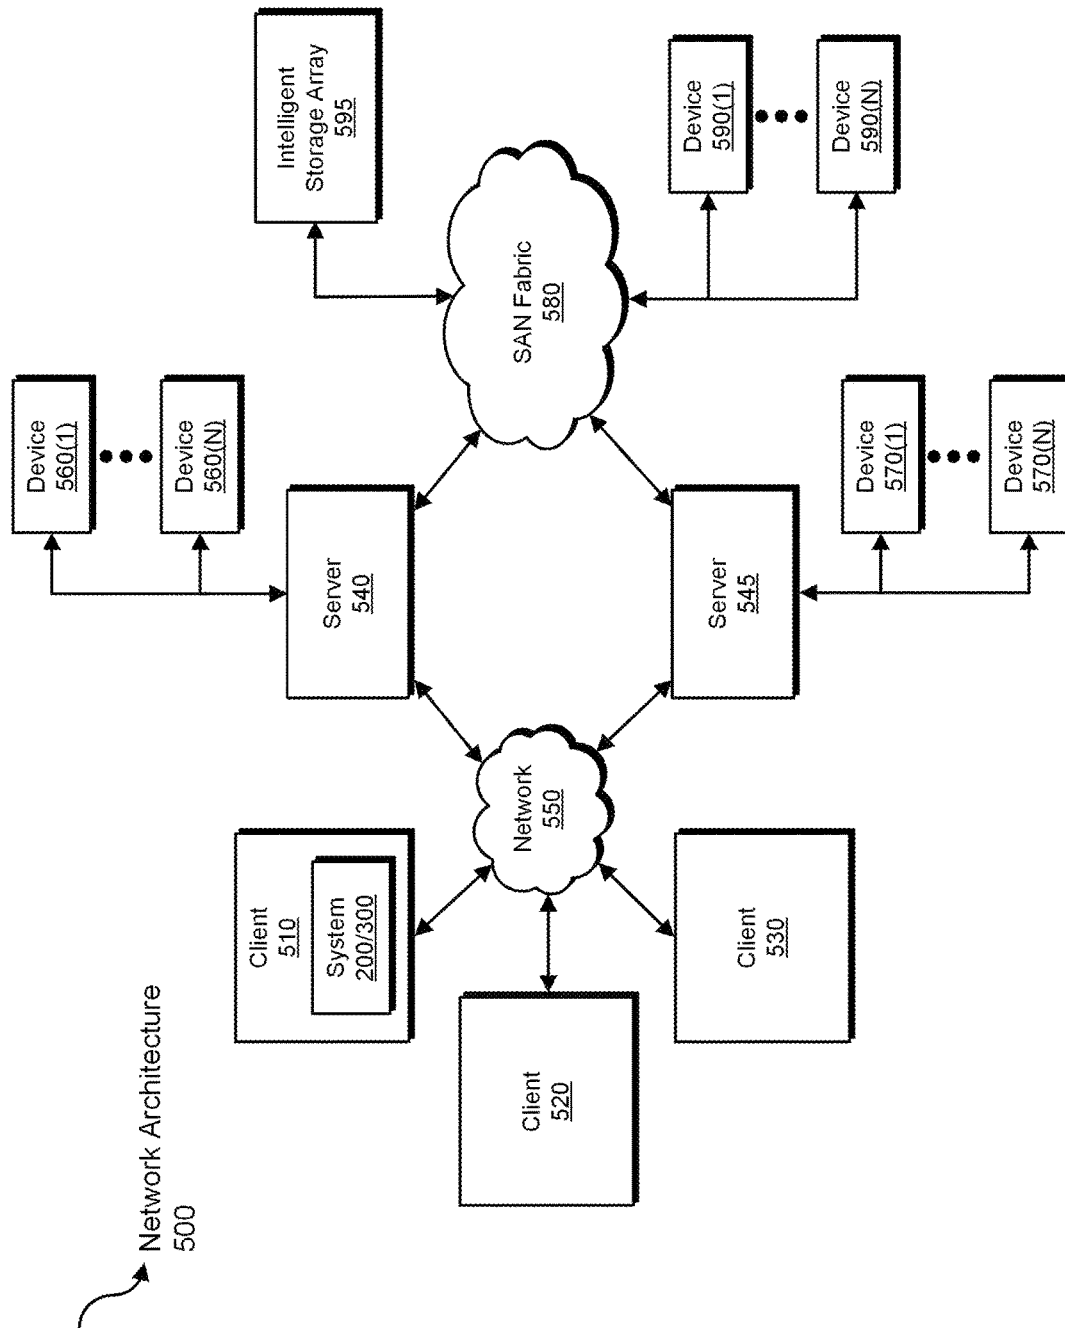 Network Architecture
500
Client
510
System
200/300
Client
520
Client
530
Network
550
Server
540
Server
545
Device
560(1)
Device
560(N)
Device
570(1)
Device
570(N)
SAN Fabric
580
Intelligent
Storage Array
595
Device
590(1)
Device
590(N)